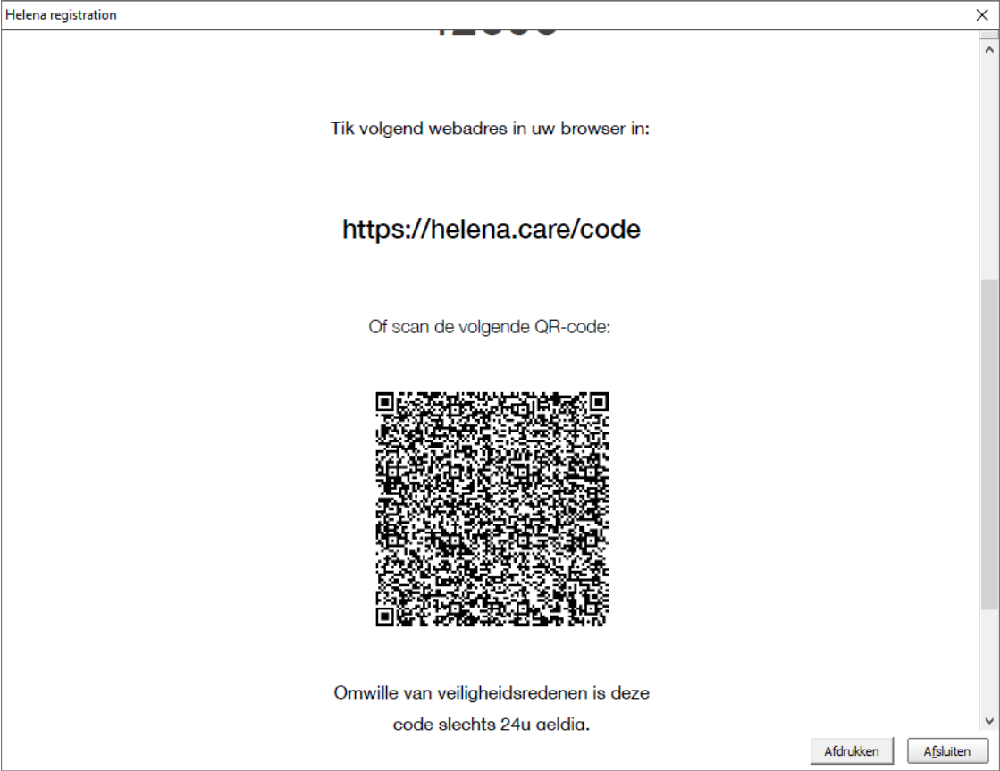 Helena registration
Tik volgend webadres in uw browser in:
https://helena.care/code
Of scan de volgende QR-code:
Omwille van veiligheidsredenen is deze
code slechts 24u geldig.
Afdrukken
Afsluiten